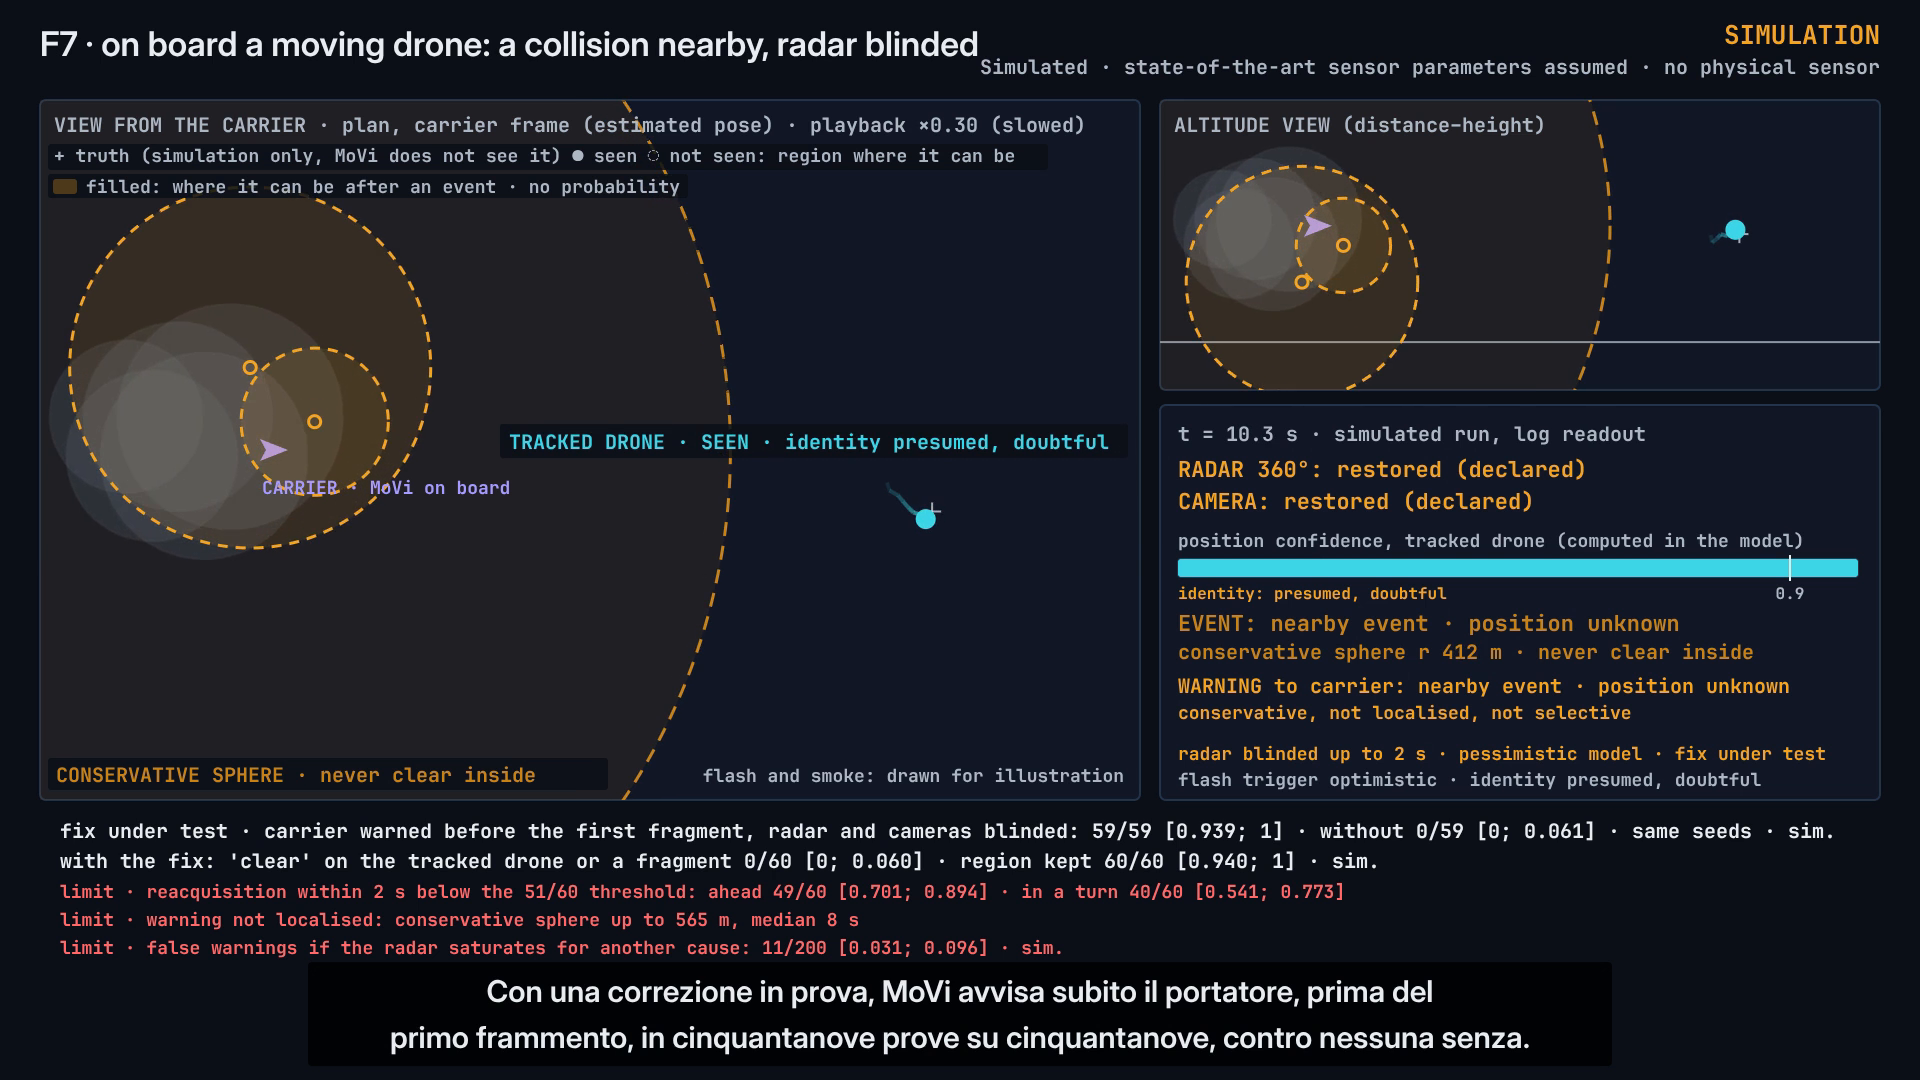 F7 · on board a moving drone: a collision nearby, radar blinded
SIMULATION
Simulated · state-of-the-art sensor parameters assumed · no physical sensor
VIEW FROM THE CARRIER · plan, carrier frame (estimated pose) · playback ×0.30 (slowed)
+ truth (simulation only, MoVi does not see it) ● seen ◌ not seen: region where it can be
filled: where it can be after an event · no probability
TRACKED DRONE · SEEN · identity presumed, doubtful
CARRIER · MoVi on board
CONSERVATIVE SPHERE · never clear inside
flash and smoke: drawn for illustration
ALTITUDE VIEW (distance-height)
t = 10.3 s · simulated run, log readout
RADAR 360°: restored (declared)
CAMERA: restored (declared)
position confidence, tracked drone (computed in the model)
identity: presumed, doubtful
0.9
EVENT: nearby event · position unknown
conservative sphere r 412 m · never clear inside
WARNING to carrier: nearby event · position unknown
conservative, not localised, not selective
radar blinded up to 2 s · pessimistic model · fix under test
flash trigger optimistic · identity presumed, doubtful
fix under test · carrier warned before the first fragment, radar and cameras blinded: 59/59 [0.939; 1] · without 0/59 [0; 0.061] · same seeds · sim.
with the fix: 'clear' on the tracked drone or a fragment 0/60 [0; 0.060] · region kept 60/60 [0.940; 1] · sim.
limit · reacquisition within 2 s below the 51/60 threshold: ahead 49/60 [0.701; 0.894] · in a turn 40/60 [0.541; 0.773]
limit · warning not localised: conservative sphere up to 565 m, median 8 s
limit · false warnings if the radar saturates for another cause: 11/200 [0.031; 0.096] · sim.
Con una correzione in prova, MoVi avvisa subito il portatore, prima del
primo frammento, in cinquantanove prove su cinquantanove, contro nessuna senza.